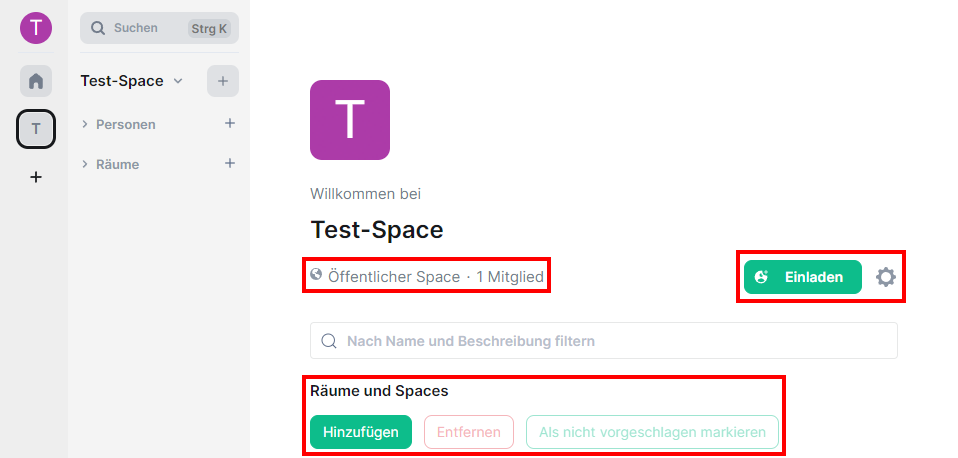 T
Suchen Strg K
Test-Space
Personen
T
Räume
T
Willkommen bei
Test-Space
Öffentlicher Space · 1 Mitglied
Einladen
Nach Name und Beschreibung filtern
Räume und Spaces
Hinzufügen Entfernen Als nicht vorgeschlagen markieren